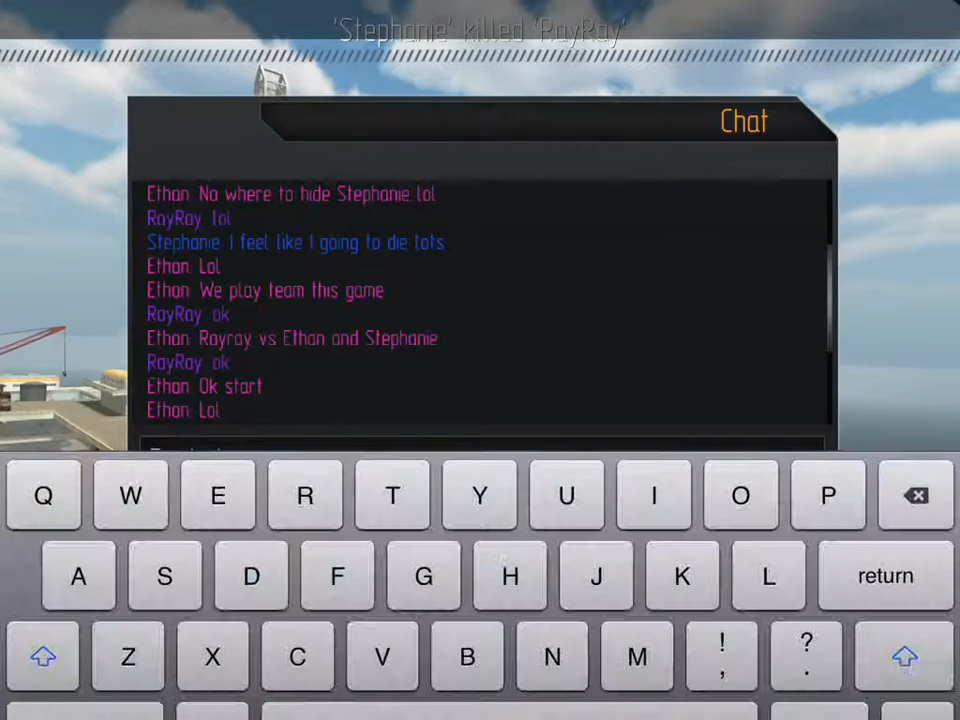 'Stephanie' killed 'RayRay'
Chat
Ethan: No where to hide Stephanie..lol
RayRay: lol
Stephanie: I feel like I going to die lots
Ethan: Lol
Ethan: We play team this game
RayRay: ok
Ethan: Rayray vs Ethan and Stephanie
RayRay: ok
Ethan: Ok start
Ethan: Lol
Q W E R T Y U I O P
A S D F G H J K L return
Z X C V B N M ! , ? .